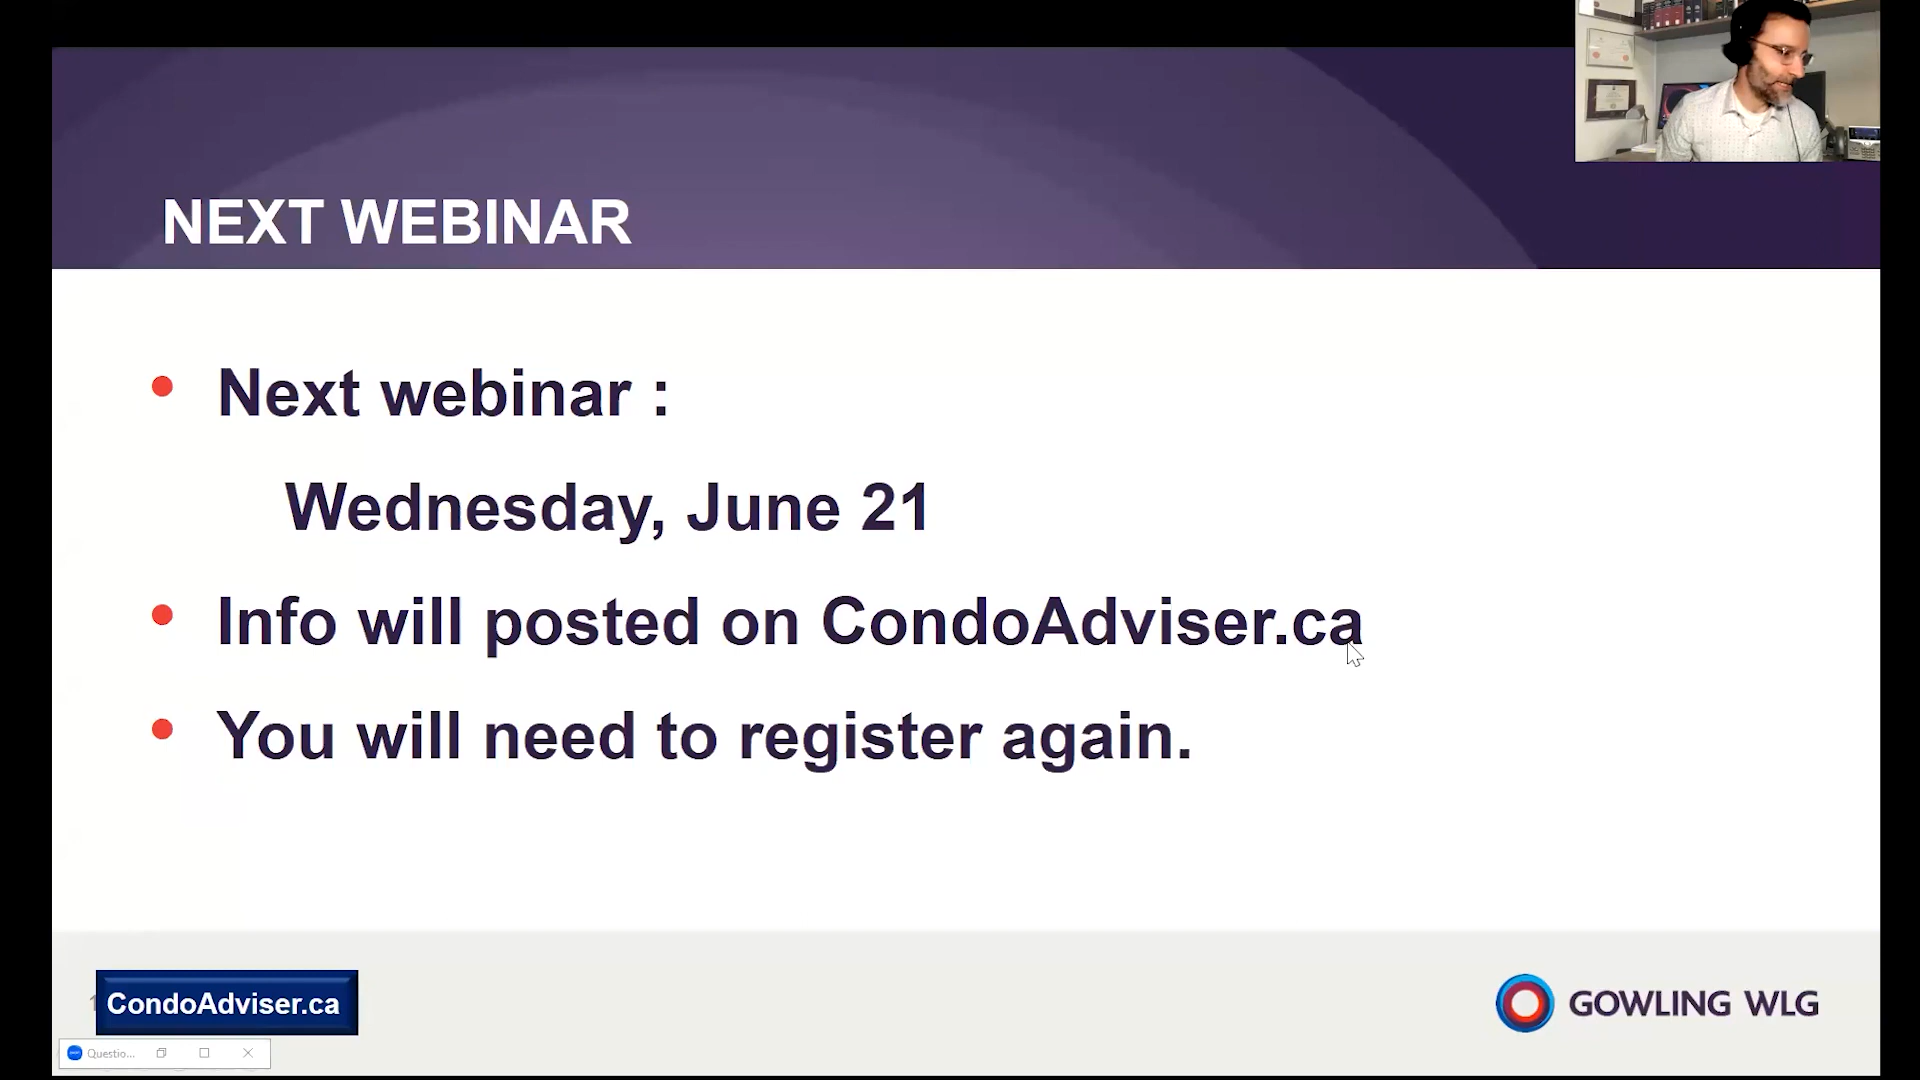 NEXT WEBINAR
Next webinar :
Wednesday, June 21
Info will posted on CondoAdviser.ca
You will need to register again.
CondoAdviser.ca
GOWLING WLG
Questio...